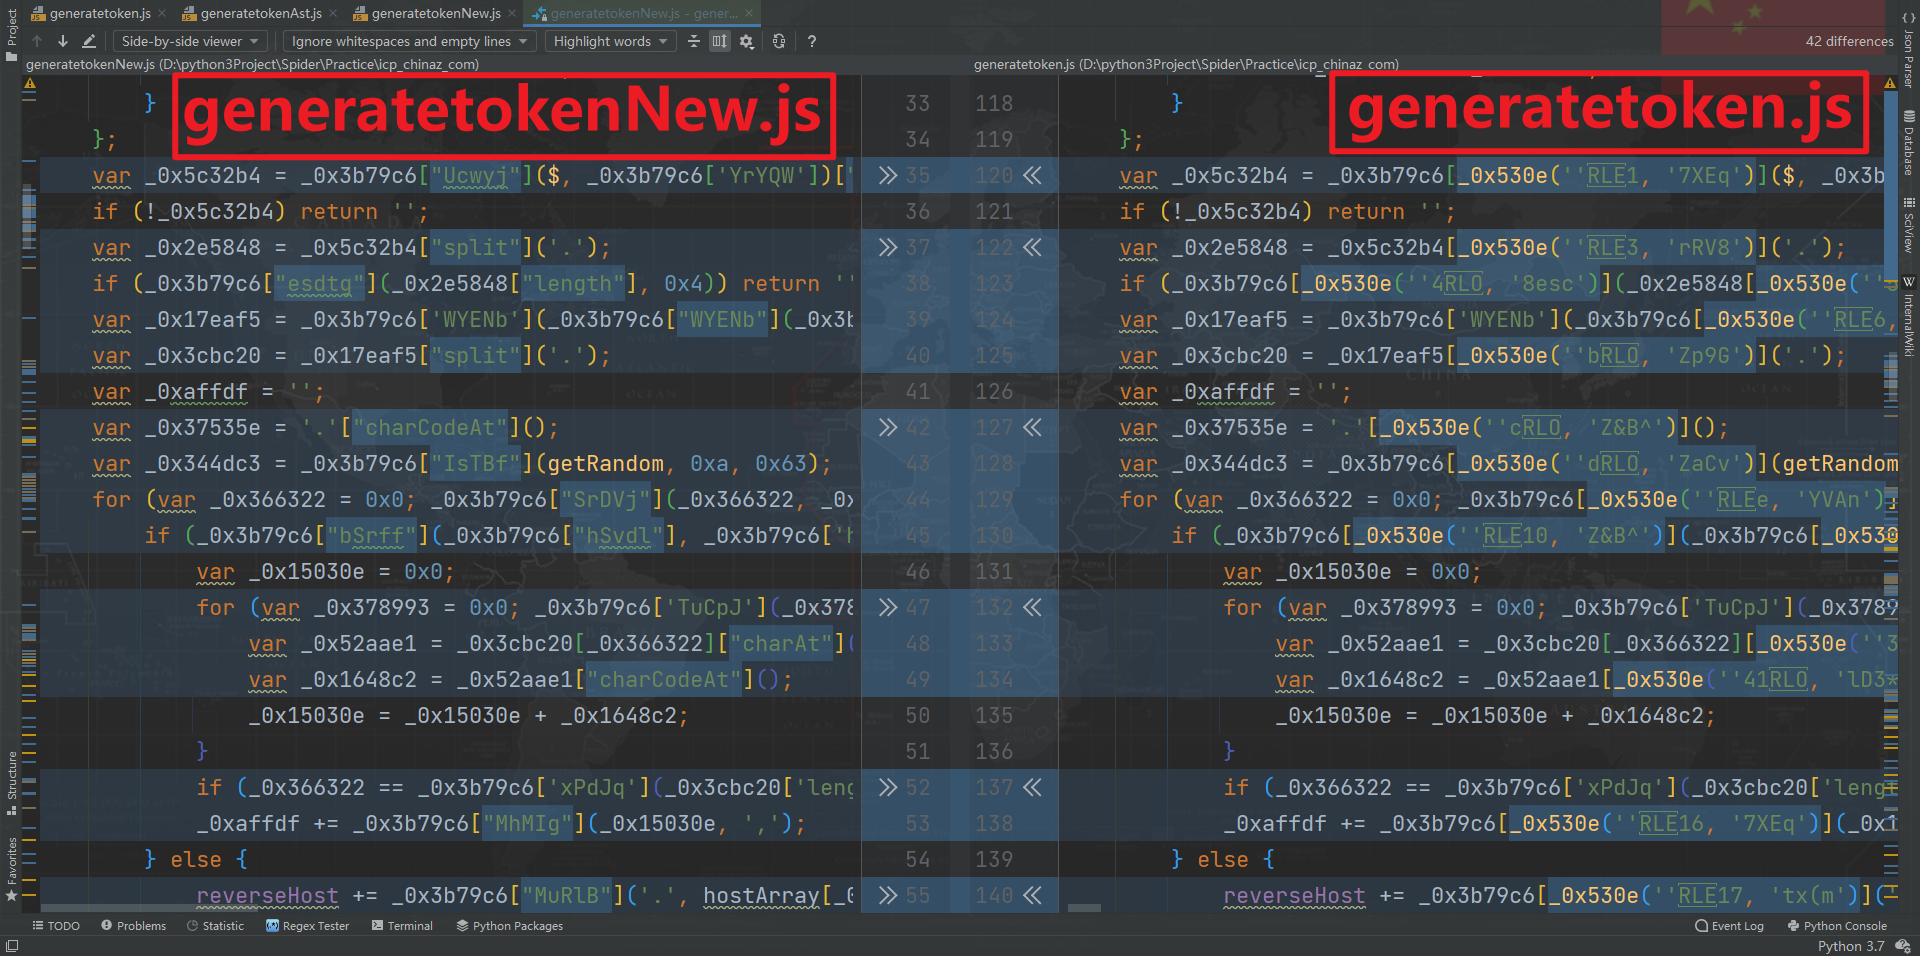 Project
generatetoken.js
generatetokenAst.js
generatetokenNew.js
generatetokenNew.js - gener...
Side-by-side viewer
Ignore whitespaces and empty lines
Highlight words
?
42 differences
generatetokenNew.js (D:\python3Project\Spider\Practice\icp_chinaz_com)
generatetoken.js (D:\python3Project\Spider\Practice\icp_chinaz_com)
generatetokenNew.js
generatetoken.js
}
};
var _0x5c32b4 = _0x3b79c6["Ucwyj"]($, _0x3b79c6['YrYQW'])['
if (!_0x5c32b4) return '';
var _0x2e5848 = _0x5c32b4["split"]('.');
if (_0x3b79c6["esdtq"](_0x2e5848["length"], 0x4)) return ''
var _0x17eaf5 = _0x3b79c6['WYENb'](_0x3b79c6["WYENb"](_0x3b
var _0x3cbc20 = _0x17eaf5["split"]('.');
var _0xaffdf = '';
var _0x37535e = '.'["charCodeAt"]();
var _0x344dc3 = _0x3b79c6["IsTBf"](getRandom, 0xa, 0x63);
for (var _0x366322 = 0x0; _0x3b79c6["SrDVj"](_0x366322, _0x
if (_0x3b79c6["bSrff"](_0x3b79c6["hSvdl"], _0x3b79c6['h
var _0x15030e = 0x0;
for (var _0x378993 = 0x0; _0x3b79c6['TuCpJ'](_0x378
var _0x52aae1 = _0x3cbc20[_0x366322]["charAt"](
var _0x1648c2 = _0x52aae1["charCodeAt"]();
_0x15030e = _0x15030e + _0x1648c2;
}
if (_0x366322 == _0x3b79c6['xPdJq'](_0x3cbc20['leng
_0xaffdf += _0x3b79c6["MhMIg"](_0x15030e, ',');
} else {
reverseHost += _0x3b79c6["MuRlB"]('.', hostArray[_0
33 118
34 119
35 120
36 121
37 122
38 123
39 124
40 125
41 126
42 127
43 128
44 129
45 130
46 131
47 132
48 133
49 134
50 135
51 136
52 137
53 138
54 139
55 140
}
};
var _0x5c32b4 = _0x3b79c6[_0x530e(''RLE1, '7XEq')]($, _0x3b
if (!_0x5c32b4) return '';
var _0x2e5848 = _0x5c32b4[_0x530e(''RLE3, 'rRV8')]('.');
if (_0x3b79c6[_0x530e(''4RLO, '8esc')](_0x2e5848[_0x530e(''
var _0x17eaf5 = _0x3b79c6['WYENb'](_0x3b79c6[_0x530e(''RLE6,
var _0x3cbc20 = _0x17eaf5[_0x530e(''bRLO, 'Zp9G')]('.');
var _0xaffdf = '';
var _0x37535e = '.'[_0x530e(''cRLO, 'Z&B^')]();
var _0x344dc3 = _0x3b79c6[_0x530e(''dRLO, 'ZaCv')](getRandom
for (var _0x366322 = 0x0; _0x3b79c6[_0x530e(''RLEe, 'YVAn')]
if (_0x3b79c6[_0x530e(''RLE10, 'Z&B^')](_0x3b79c6[_0x530
var _0x15030e = 0x0;
for (var _0x378993 = 0x0; _0x3b79c6['TuCpJ'](_0x3789
var _0x52aae1 = _0x3cbc20[_0x366322][_0x530e(''3
var _0x1648c2 = _0x52aae1[_0x530e(''41RLO, 'lD3*
_0x15030e = _0x15030e + _0x1648c2;
}
if (_0x366322 == _0x3b79c6['xPdJq'](_0x3cbc20['lengt
_0xaffdf += _0x3b79c6[_0x530e(''RLE16, '7XEq')](_0x1
} else {
reverseHost += _0x3b79c6[_0x530e(''RLE17, 'tx(m')]('
Structure
Favorites
Json Parser
Database
SciView
InternalWiki
TODO
Problems
Statistic
Regex Tester
Terminal
Python Packages
Event Log
Python Console
Python 3.7